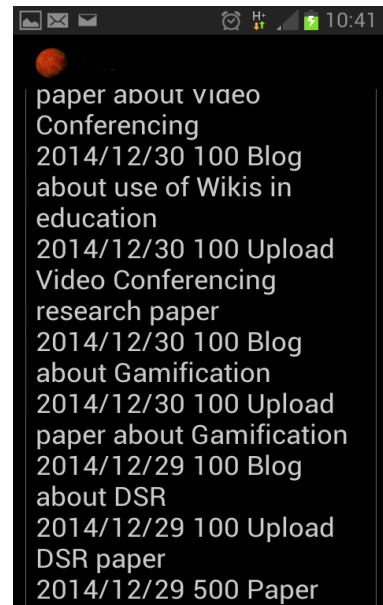 H+ 10:41
paper about Video
Conferencing
2014/12/30 100 Blog
about use of Wikis in
education
2014/12/30 100 Upload
Video Conferencing
research paper
2014/12/30 100 Blog
about Gamification
2014/12/30 100 Upload
paper about Gamification
2014/12/29 100 Blog
about DSR
2014/12/29 100 Upload
DSR paper
2014/12/29 500 Paper